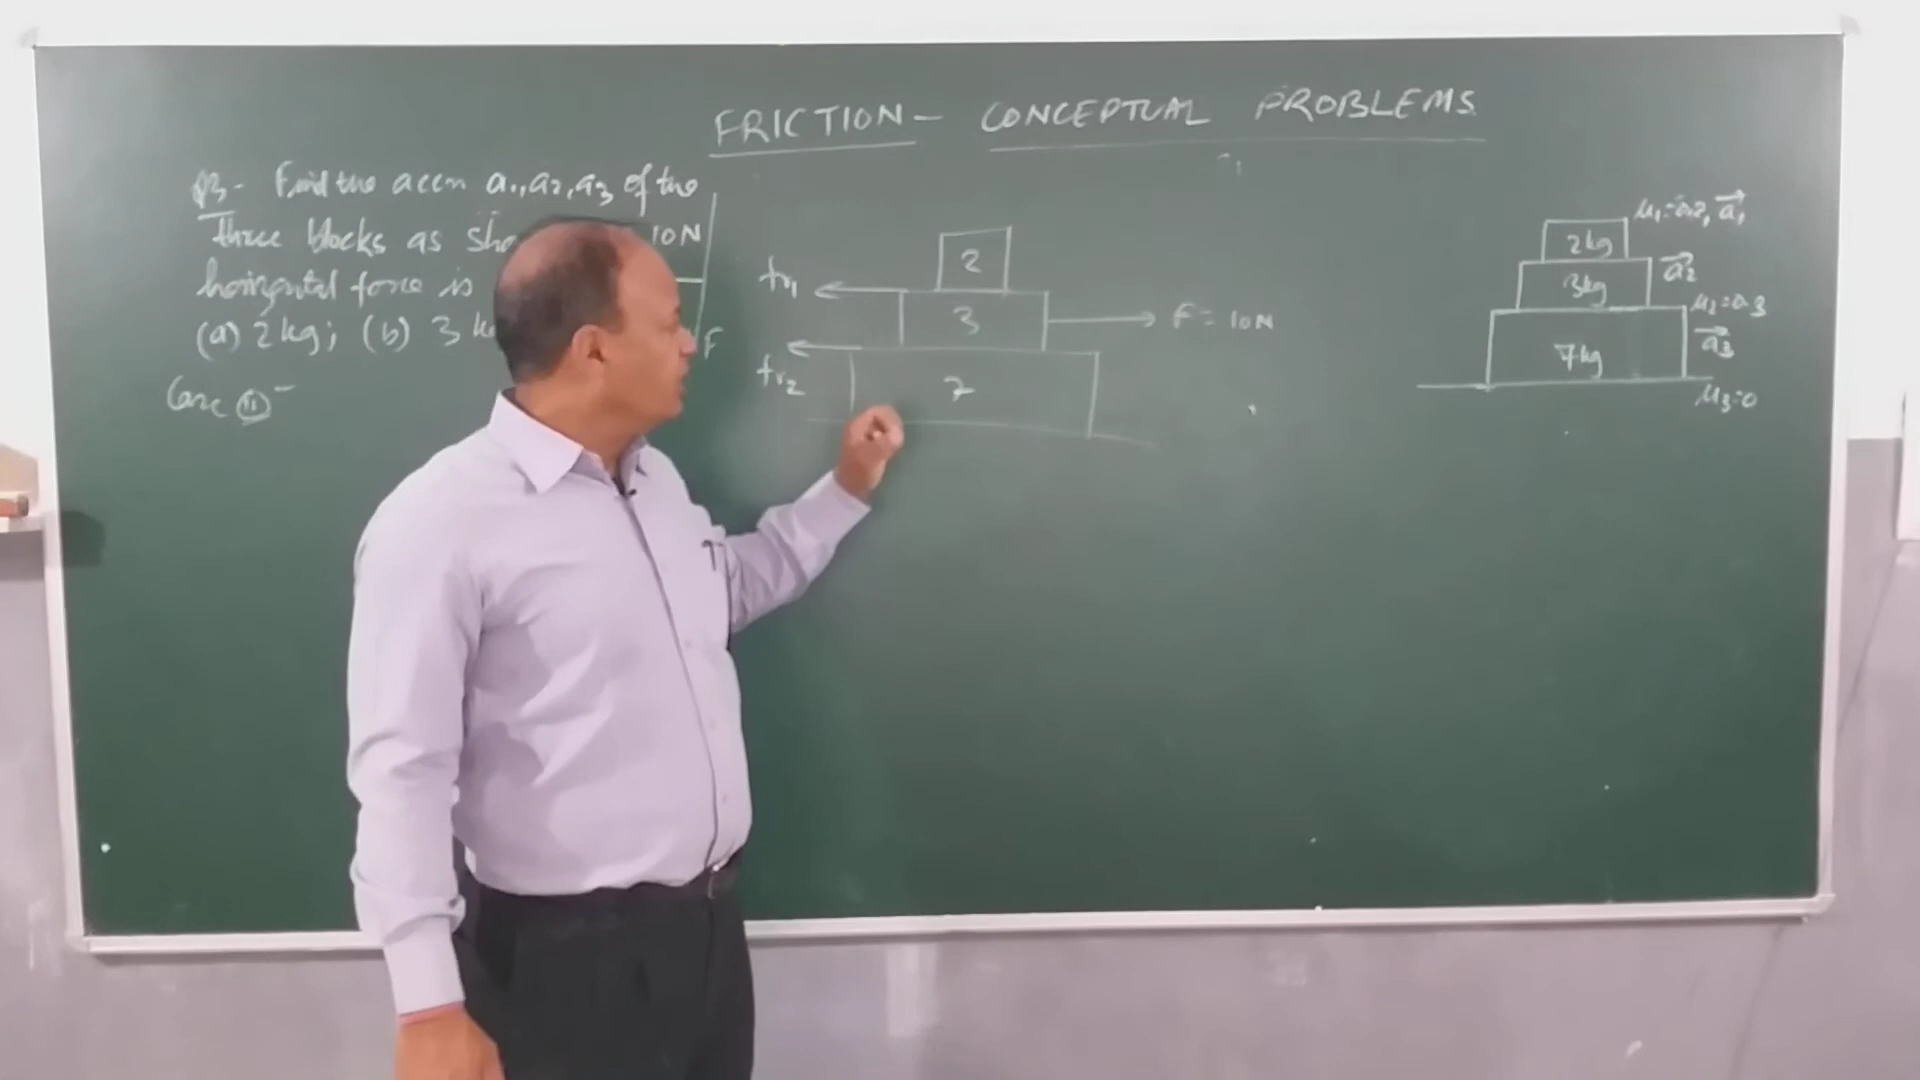 FRICTION - CONCEPTUAL PROBLEMS
Q3- Find the accn a1, a2, a3 of the
three blocks as sho 10N
horizontal force is
(a) 2kg; (b) 3 k F
Case (II) -
2
fr1
3
F = 10N
fr2
7
2kg
μ1=0.2, a1
3kg
a2
μ2=0.3
7kg
a3
μ3=0